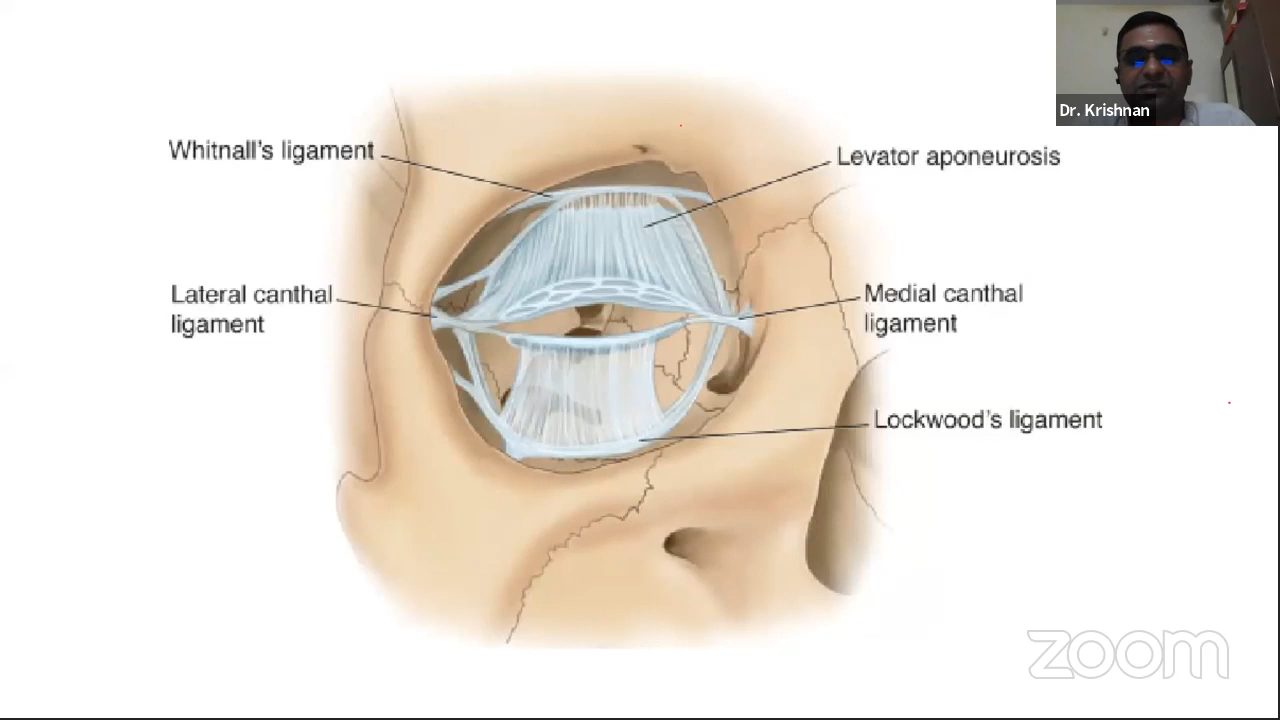 Dr. Krishnan
Whitnall's ligament
Levator aponeurosis
Lateral canthal
ligament
Medial canthal
ligament
Lockwood's ligament
zoom